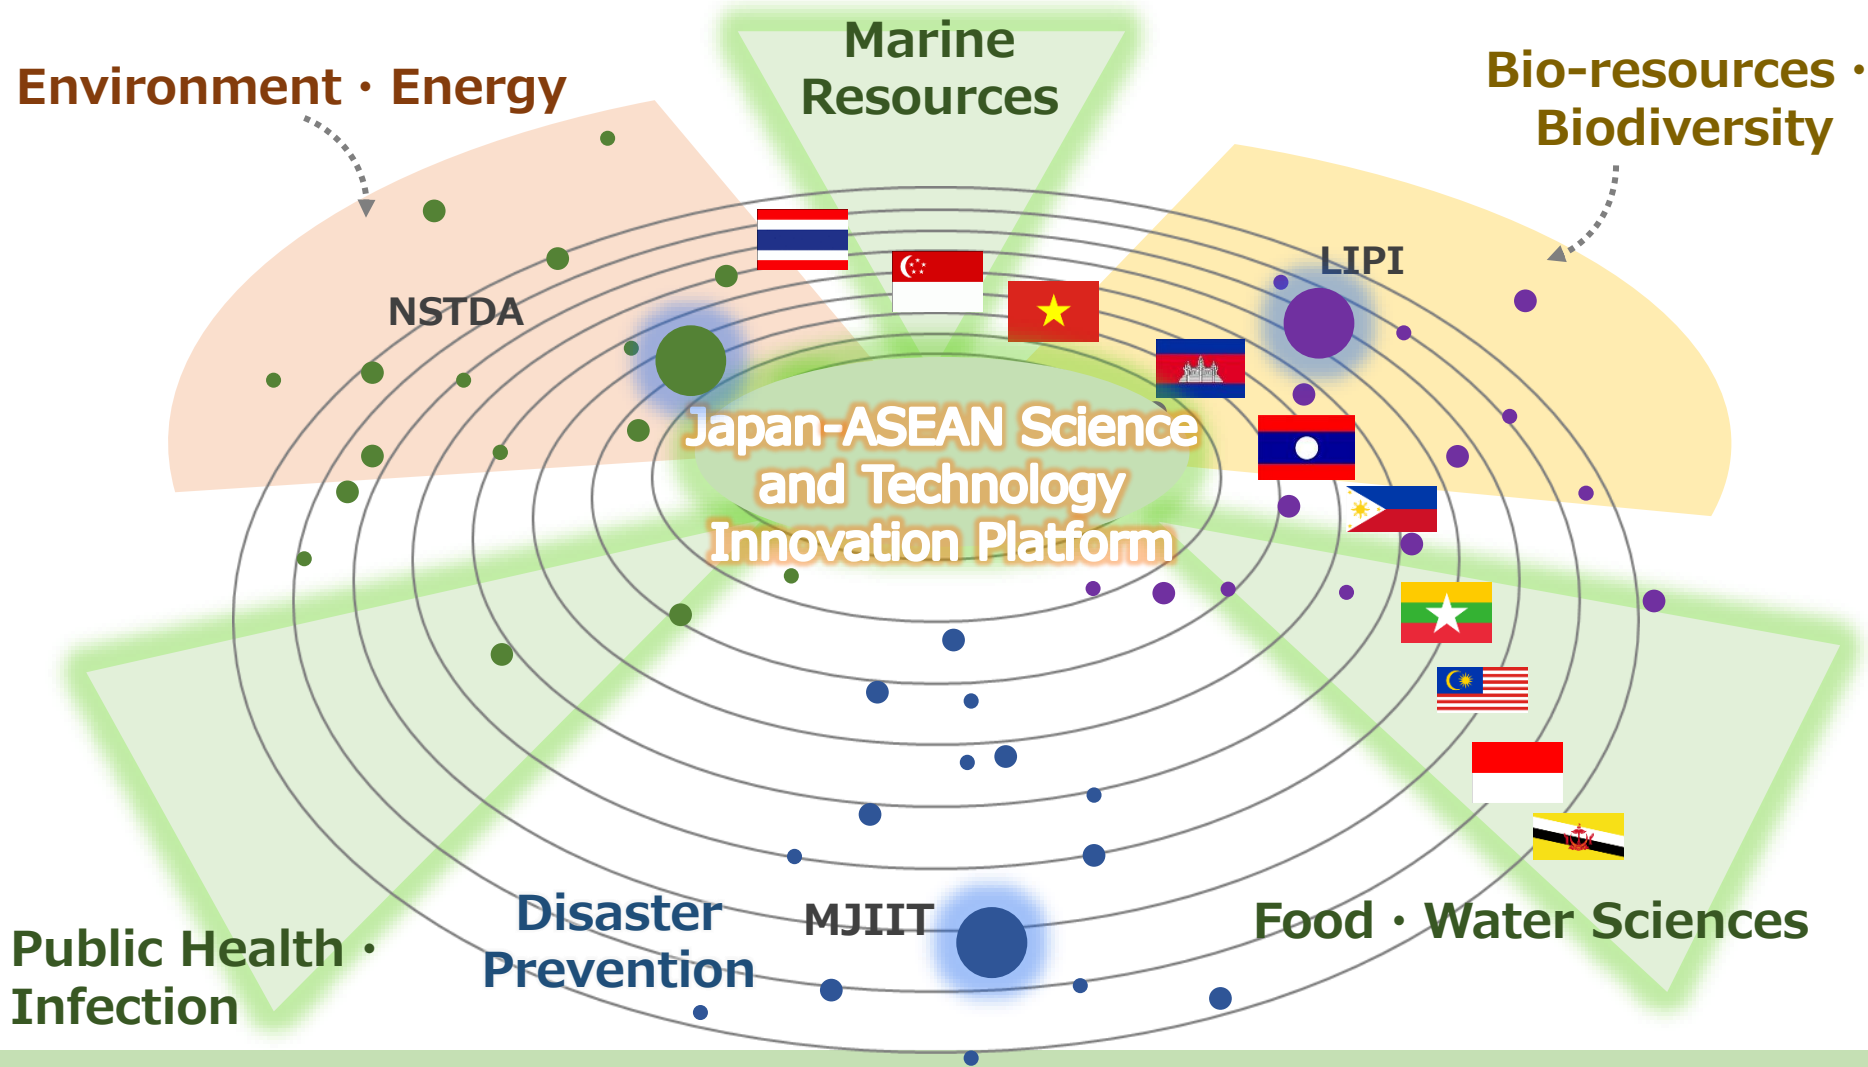 Marine
Resources
Environment・Energy
Bio-resources・
Biodiversity
LIPI
NSTDA
Japan-ASEAN Science
and Technology
Innovation Platform
Disaster
Prevention
MJIIT
Food・Water Sciences
Public Health・
Infection